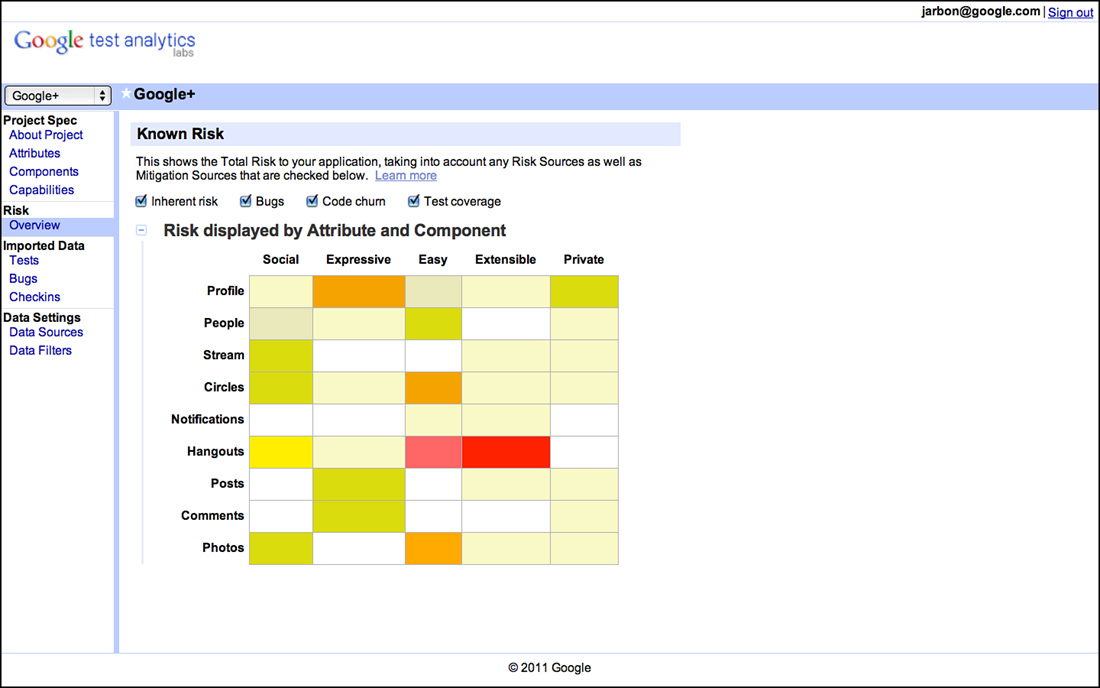 jarbon@google.com | Sign out
Google test analytics
labs
Google+
Google+
Project Spec
About Project
Attributes
Components
Capabilities
Risk
Overview
Imported Data
Tests
Bugs
Checkins
Data Settings
Data Sources
Data Filters
Known Risk
This shows the Total Risk to your application, taking into account any Risk Sources as well as
Mitigation Sources that are checked below. Learn more
Inherent risk Bugs Code churn Test coverage
Risk displayed by Attribute and Component
Social Expressive Easy Extensible Private
Profile
People
Stream
Circles
Notifications
Hangouts
Posts
Comments
Photos
© 2011 Google